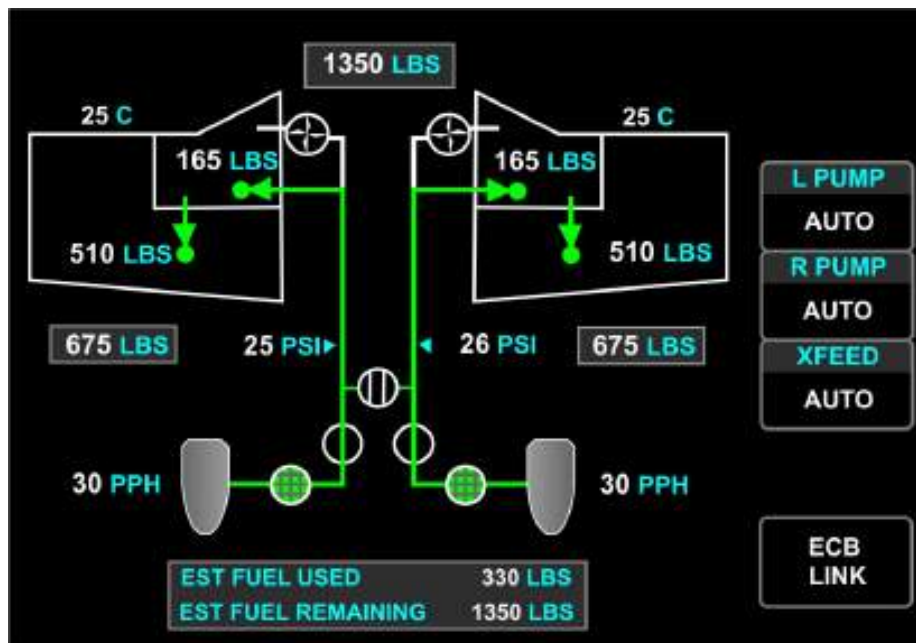 1350 LBS
25 C
25 C
165 LBS
165 LBS
L PUMP
AUTO
510 LBS
510 LBS
R PUMP
AUTO
675 LBS
25 PSI
26 PSI
675 LBS
XFEED
AUTO
30 PPH
30 PPH
ECB
LINK
EST FUEL USED 330 LBS
EST FUEL REMAINING 1350 LBS